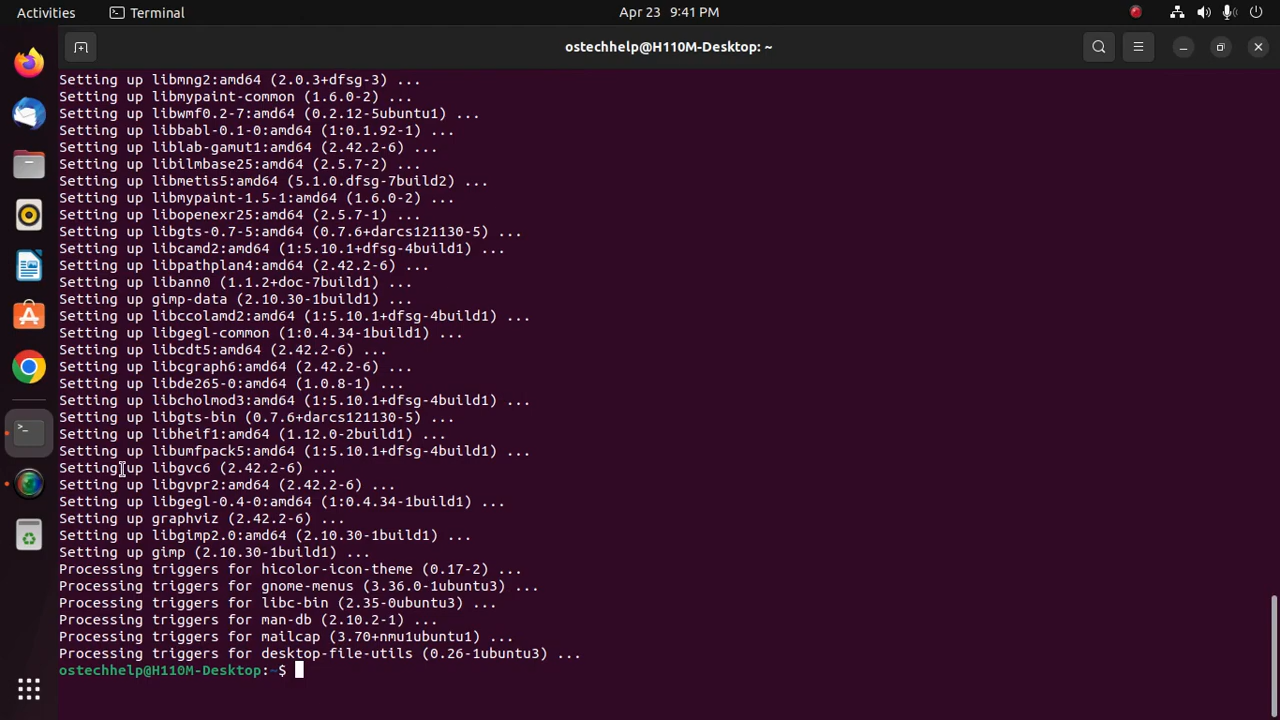 Activities
Terminal
Apr 23 9:41 PM
ostechhelp@H110M-Desktop: ~
Setting up libmng2:amd64 (2.0.3+dfsg-3) ...
Setting up libmypaint-common (1.6.0-2) ...
Setting up libwmf0.2-7:amd64 (0.2.12-5ubuntu1) ...
Setting up libbabl-0.1-0:amd64 (1:0.1.92-1) ...
Setting up liblab-gamut1:amd64 (2.42.2-6) ...
Setting up libilmbase25:amd64 (2.5.7-2) ...
Setting up libmetis5:amd64 (5.1.0.dfsg-7build2) ...
Setting up libmypaint-1.5-1:amd64 (1.6.0-2) ...
Setting up libopenexr25:amd64 (2.5.7-1) ...
Setting up libgts-0.7-5:amd64 (0.7.6+darcs121130-5) ...
Setting up libcamd2:amd64 (1:5.10.1+dfsg-4build1) ...
Setting up libpathplan4:amd64 (2.42.2-6) ...
Setting up libann0 (1.1.2+doc-7build1) ...
Setting up gimp-data (2.10.30-1build1) ...
Setting up libccolamd2:amd64 (1:5.10.1+dfsg-4build1) ...
Setting up libgegl-common (1:0.4.34-1build1) ...
Setting up libcdt5:amd64 (2.42.2-6) ...
Setting up libcgraph6:amd64 (2.42.2-6) ...
Setting up libde265-0:amd64 (1.0.8-1) ...
Setting up libcholmod3:amd64 (1:5.10.1+dfsg-4build1) ...
Setting up libgts-bin (0.7.6+darcs121130-5) ...
Setting up libheif1:amd64 (1.12.0-2build1) ...
Setting up libumfpack5:amd64 (1:5.10.1+dfsg-4build1) ...
Setting up libgvc6 (2.42.2-6) ...
Setting up libgvpr2:amd64 (2.42.2-6) ...
Setting up libgegl-0.4-0:amd64 (1:0.4.34-1build1) ...
Setting up graphviz (2.42.2-6) ...
Setting up libgimp2.0:amd64 (2.10.30-1build1) ...
Setting up gimp (2.10.30-1build1) ...
Processing triggers for hicolor-icon-theme (0.17-2) ...
Processing triggers for gnome-menus (3.36.0-1ubuntu3) ...
Processing triggers for libc-bin (2.35-0ubuntu3) ...
Processing triggers for man-db (2.10.2-1) ...
Processing triggers for mailcap (3.70+nmu1ubuntu1) ...
Processing triggers for desktop-file-utils (0.26-1ubuntu3) ...
ostechhelp@H110M-Desktop:~$